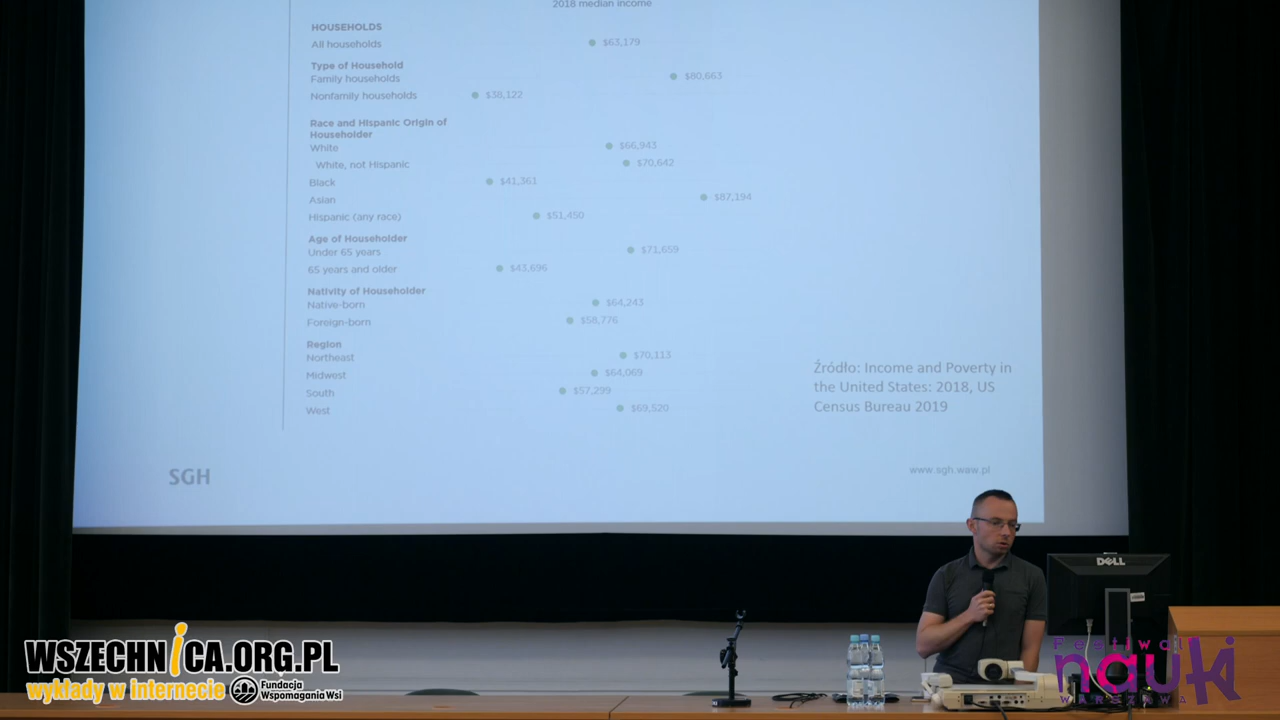 2018 median income
HOUSEHOLDS
All households $63,179
Type of Household
Family households $80,663
Nonfamily households $38,122
Race and Hispanic Origin of
Householder
White $66,943
White, not Hispanic $70,642
Black $41,361
Asian $87,194
Hispanic (any race) $51,450
Age of Householder
Under 65 years $71,659
65 years and older $43,696
Nativity of Householder
Native-born $64,243
Foreign-born $58,776
Region
Northeast $70,113
Midwest $64,069
South $57,299
West $69,520
Źródło: Income and Poverty in
the United States: 2018, US
Census Bureau 2019
SGH
www.sgh.waw.pl
DELL
WSZECHNICA.ORG.PL
wykłady w internecie
Fundacja
Wspomagania Wsi
Festiwal
nauki
WARSZAWA